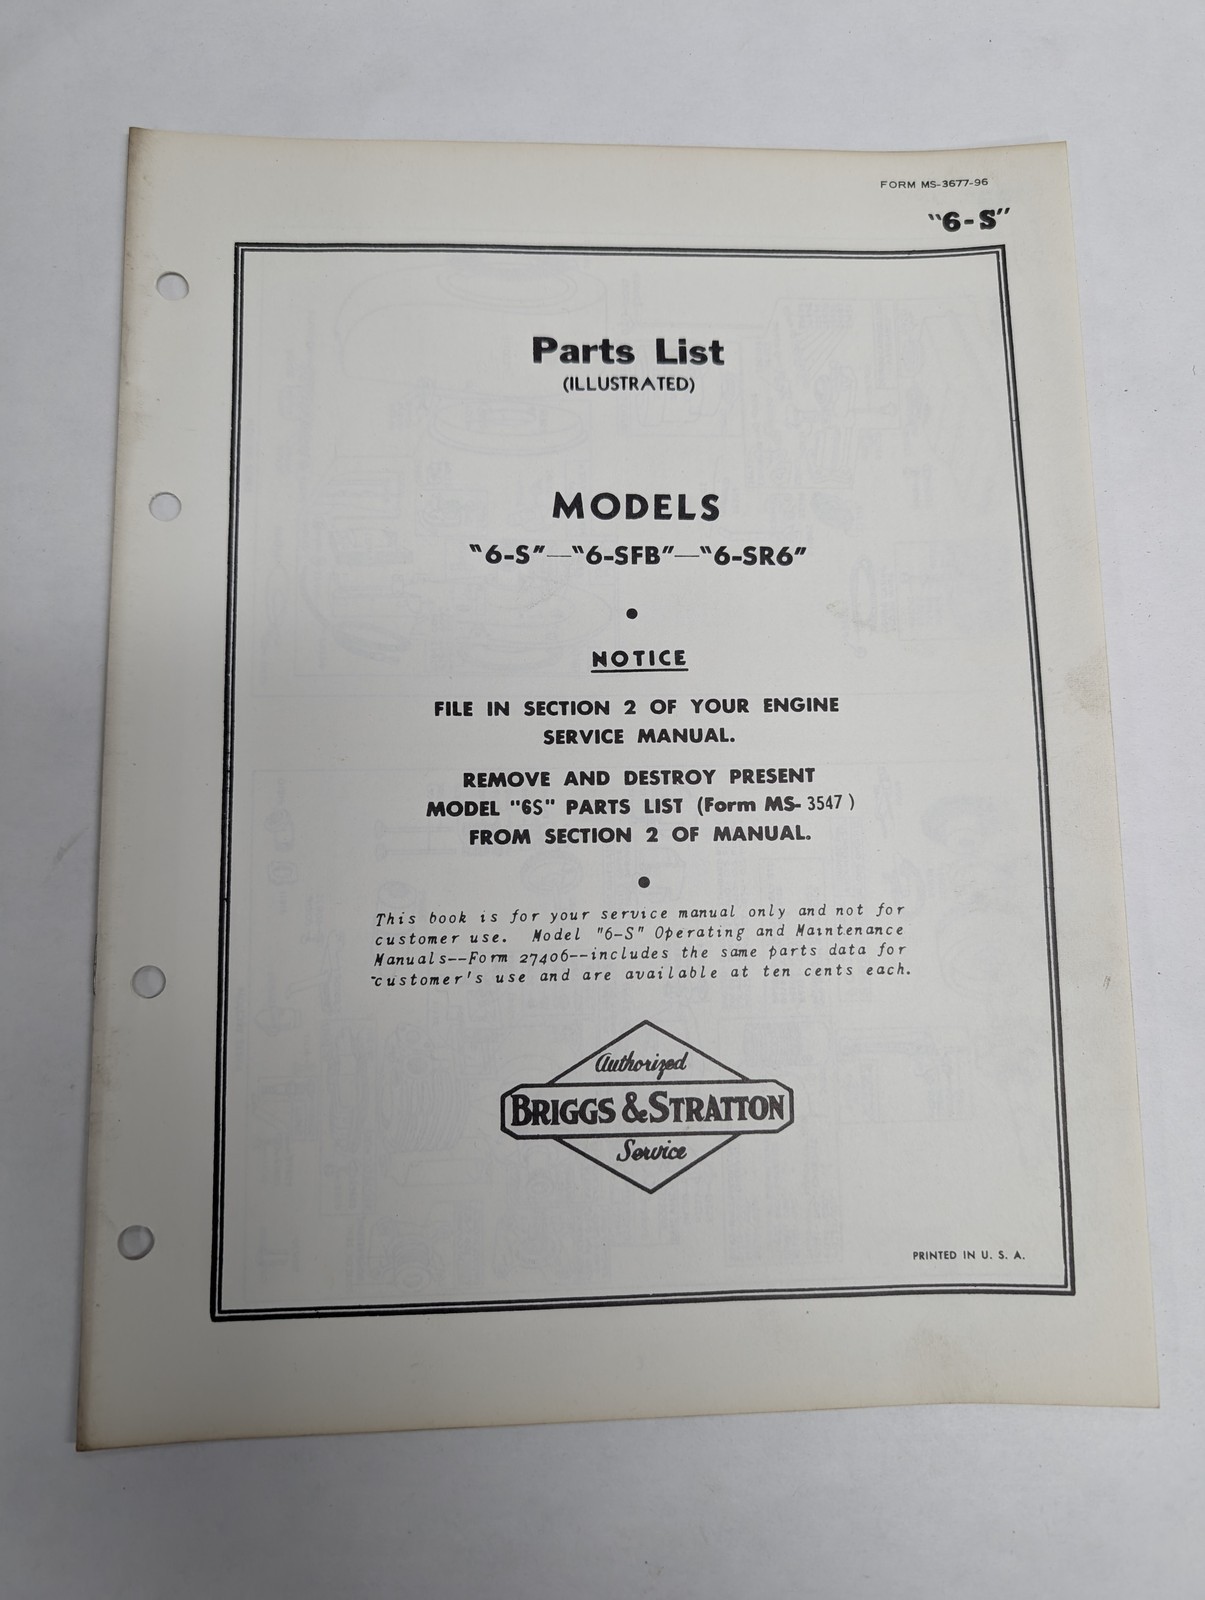 FORM MS-3677-96
"6-S"
Parts List
(ILLUSTRATED)
MODELS
"6-S"—"6-SFB"—"6-SR6"
NOTICE
FILE IN SECTION 2 OF YOUR ENGINE
SERVICE MANUAL.
REMOVE AND DESTROY PRESENT
MODEL "6S" PARTS LIST (Form MS- 3547 )
FROM SECTION 2 OF MANUAL.
This book is for your service manual only and not for
customer use. Model "6-S" Operating and Maintenance
Manuals--Form 27406--includes the same parts data for
customer's use and are available at ten cents each.
Authorized
BRIGGS & STRATTON
Service
PRINTED IN U. S. A.